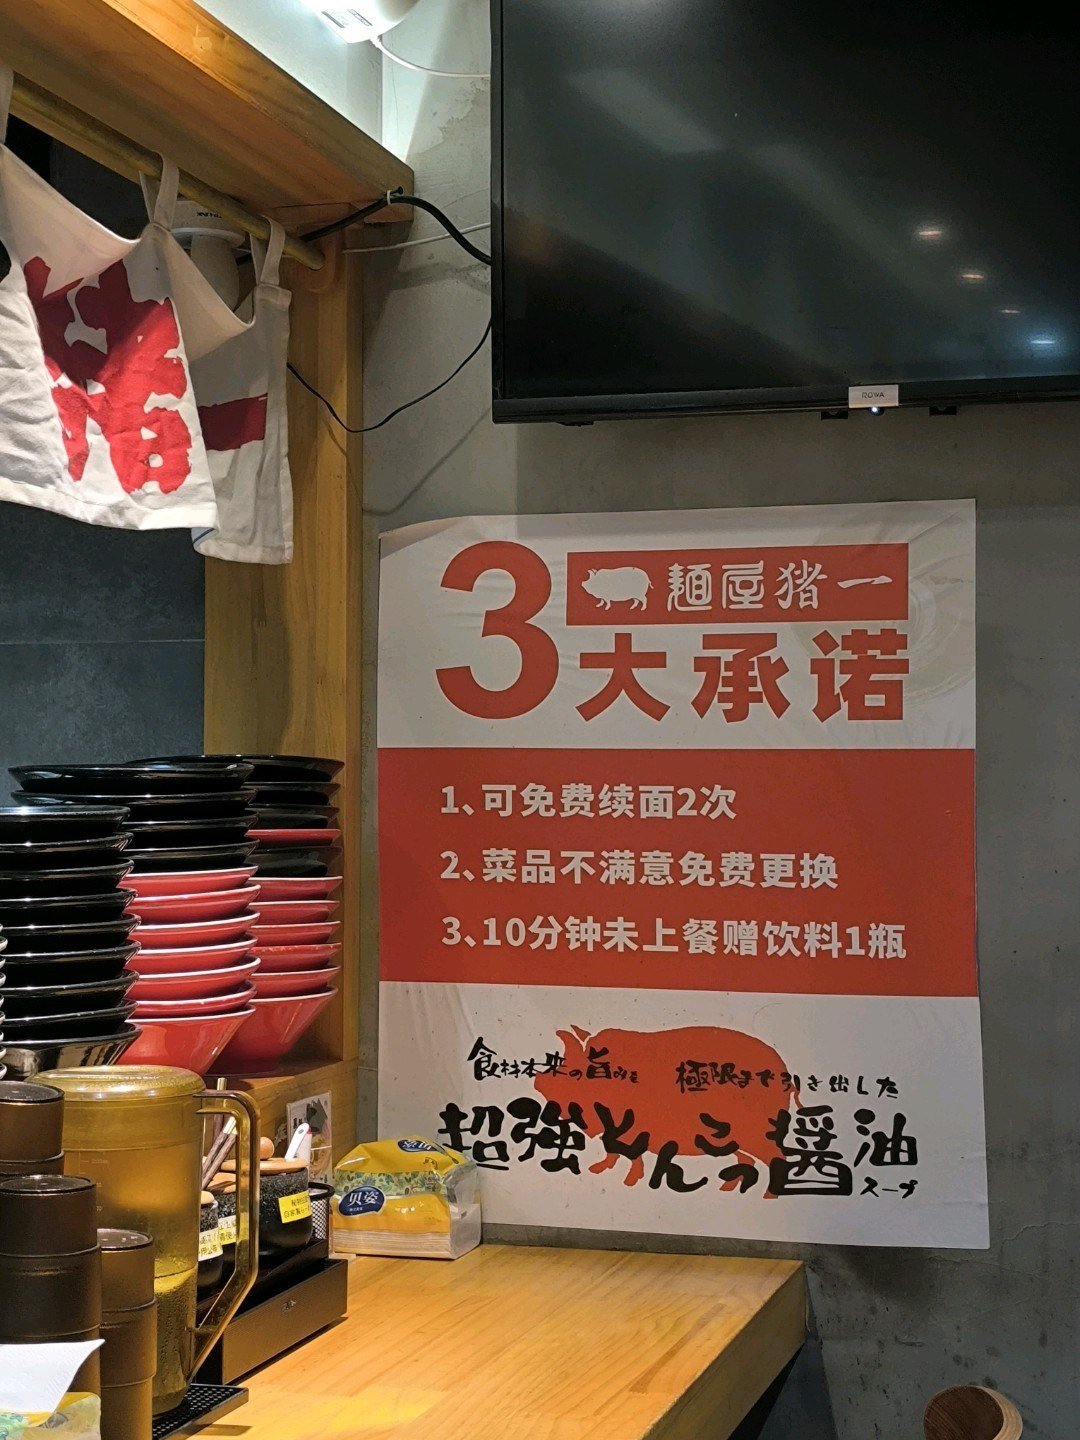 猪一
ROWA
3 麺屋猪一
大承诺
1、可免费续面2次
2、菜品不满意免费更换
3、10分钟未上餐赠饮料1瓶
食材本来の旨みを 極限まで引き出した
超強とんこつ醤油
スープ
贝姿